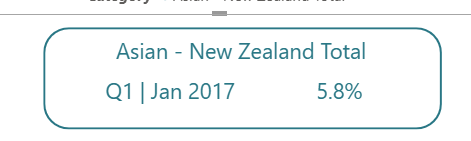 Asian - New Zealand Total
Q1 | Jan 2017 5.8%